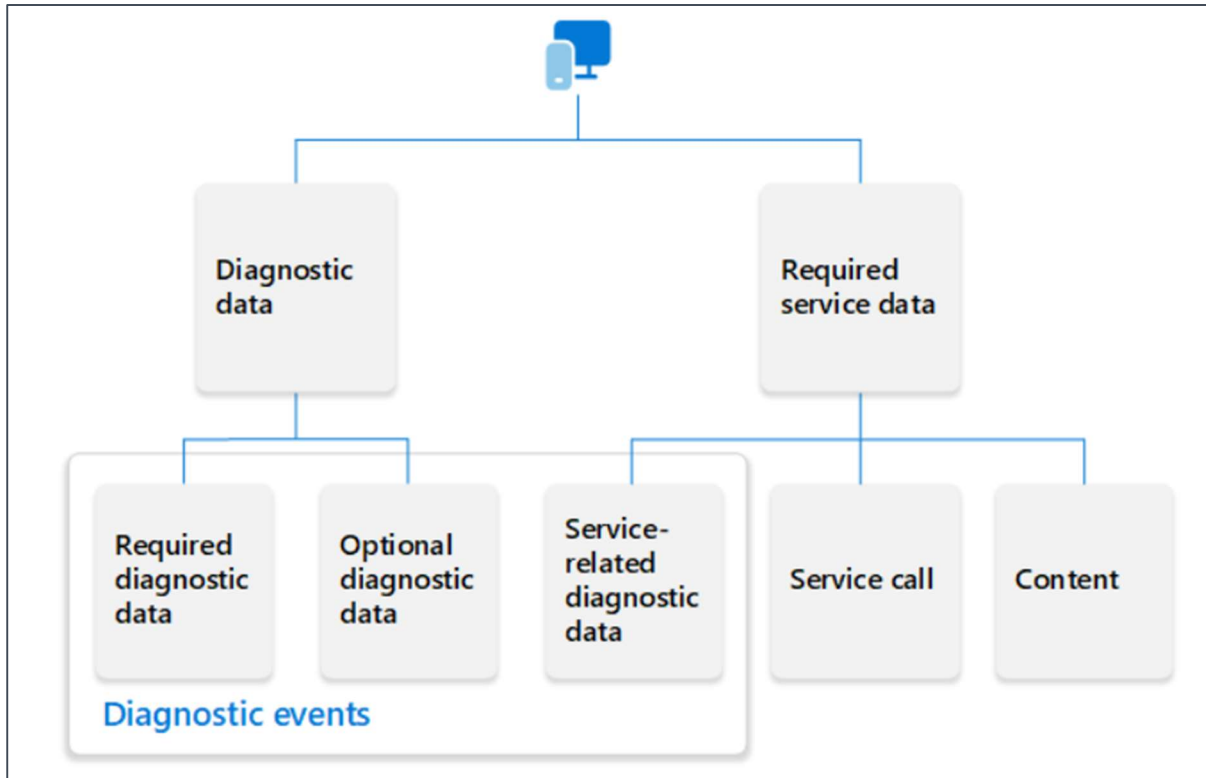 Diagnostic
data
Required
service data
Required
diagnostic
data
Optional
diagnostic
data
Service-
related
diagnostic
data
Service call
Content
Diagnostic events